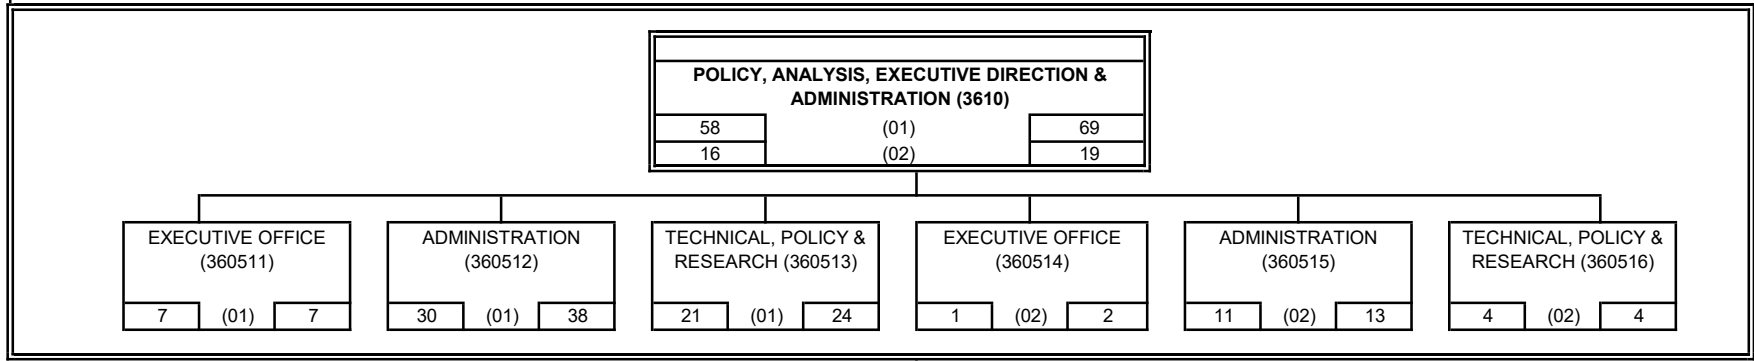 POLICY, ANALYSIS, EXECUTIVE DIRECTION &
ADMINISTRATION (3610)
58 (01) 69
16 (02) 19
EXECUTIVE OFFICE
(360511)
7 (01) 7
ADMINISTRATION
(360512)
30 (01) 38
TECHNICAL, POLICY &
RESEARCH (360513)
21 (01) 24
EXECUTIVE OFFICE
(360514)
1 (02) 2
ADMINISTRATION
(360515)
11 (02) 13
TECHNICAL, POLICY &
RESEARCH (360516)
4 (02) 4